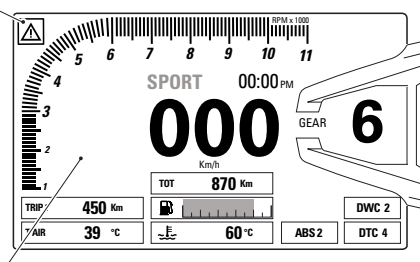 RPM x 1000
5 6 7 8 9 10 11
4
SPORT 00:00 PM
3
000 GEAR 6
2
Km/h
1
TOT 870 Km
TRIP 450 Km DWC 2
T AIR 39 °C 60 °C ABS 2 DTC 4